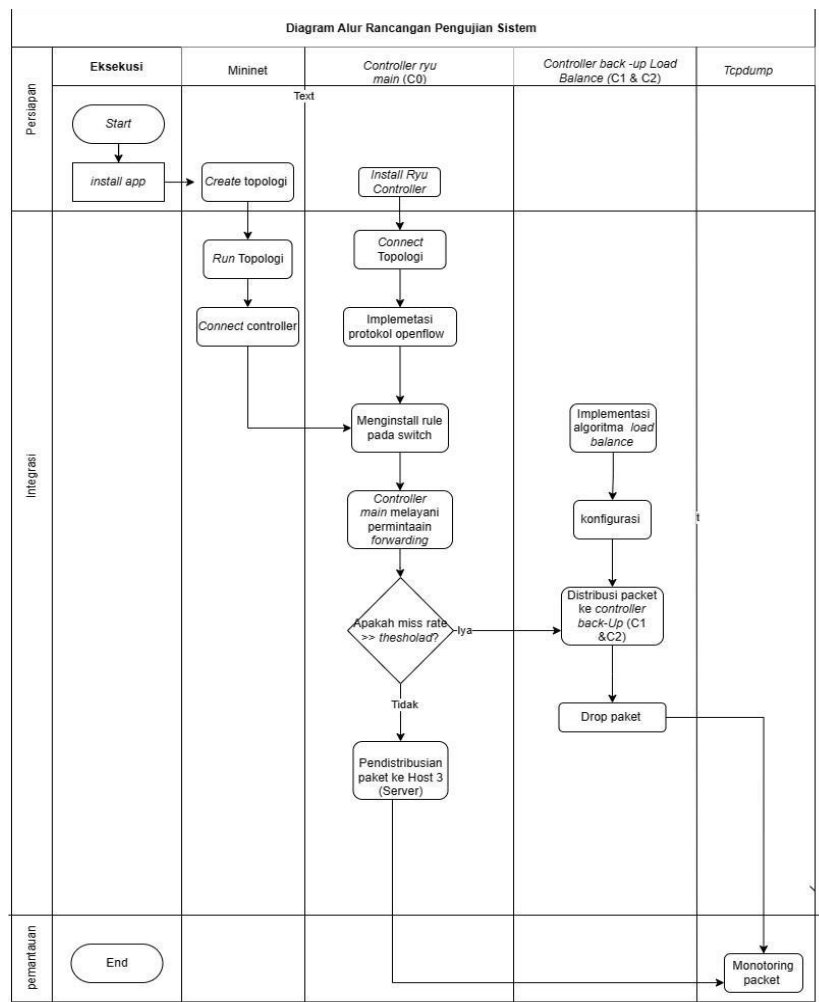 Diagram Alur Rancangan Pengujian Sistem
Eksekusi
Mininet
Controller ryu
main (C0)
Controller back -up Load
Balance (C1 & C2)
Tcpdump
Persiapan
Text
Start
install app
Create topologi
Install Ryu
Controller
Integrasi
Run Topologi
Connect
Topologi
Connect controller
Implemetasi
protokol openflow
Menginstall rule
pada switch
Implementasi
algoritma load
balance
Controller
main melayani
permintaain
forwarding
konfigurasi
t
Apakah miss rate
>> thesholad?
Iya
Distribusi packet
ke controller
back-Up (C1
&C2)
Tidak
Drop paket
Pendistribusian
paket ke Host 3
(Server)
pemantauan
End
Monotoring
packet